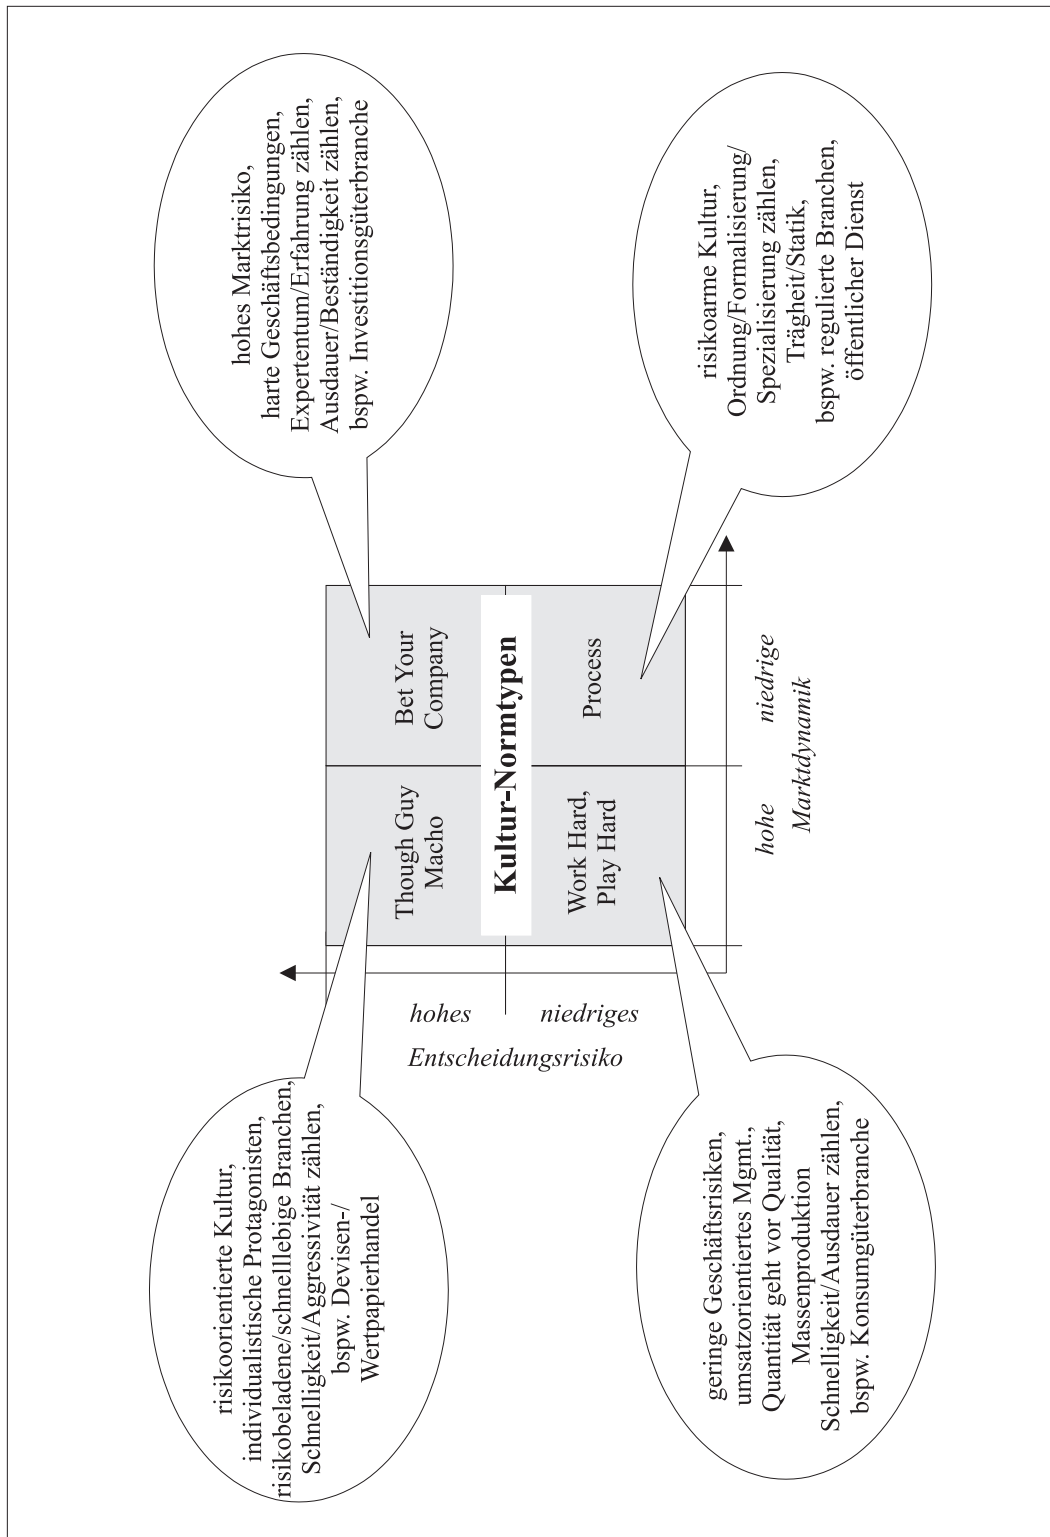 risikoorientierte Kultur,
individualistische Protagonisten,
risikobeladene/schnelllebige Branchen,
Schnelligkeit/Aggressivität zählen,
bspw. Devisen-/
Wertpapierhandel
hohes Marktrisiko,
harte Geschäftsbedingungen,
Expertentum/Erfahrung zählen,
Ausdauer/Beständigkeit zählen,
bspw. Investitionsgüterbranche
hohes
niedriges
Entscheidungsrisiko
Though Guy
Macho
Bet Your
Company
Kultur-Normtypen
Work Hard,
Play Hard
Process
hohe
niedrige
Marktdynamik
geringe Geschäftsrisiken,
umsatzorientiertes Mgmt.,
Quantität geht vor Qualität,
Massenproduktion
Schnelligkeit/Ausdauer zählen,
bspw. Konsumgüterbranche
risikoarme Kultur,
Ordnung/Formalisierung/
Spezialisierung zählen,
Trägheit/Statik,
bspw. regulierte Branchen,
öffentlicher Dienst